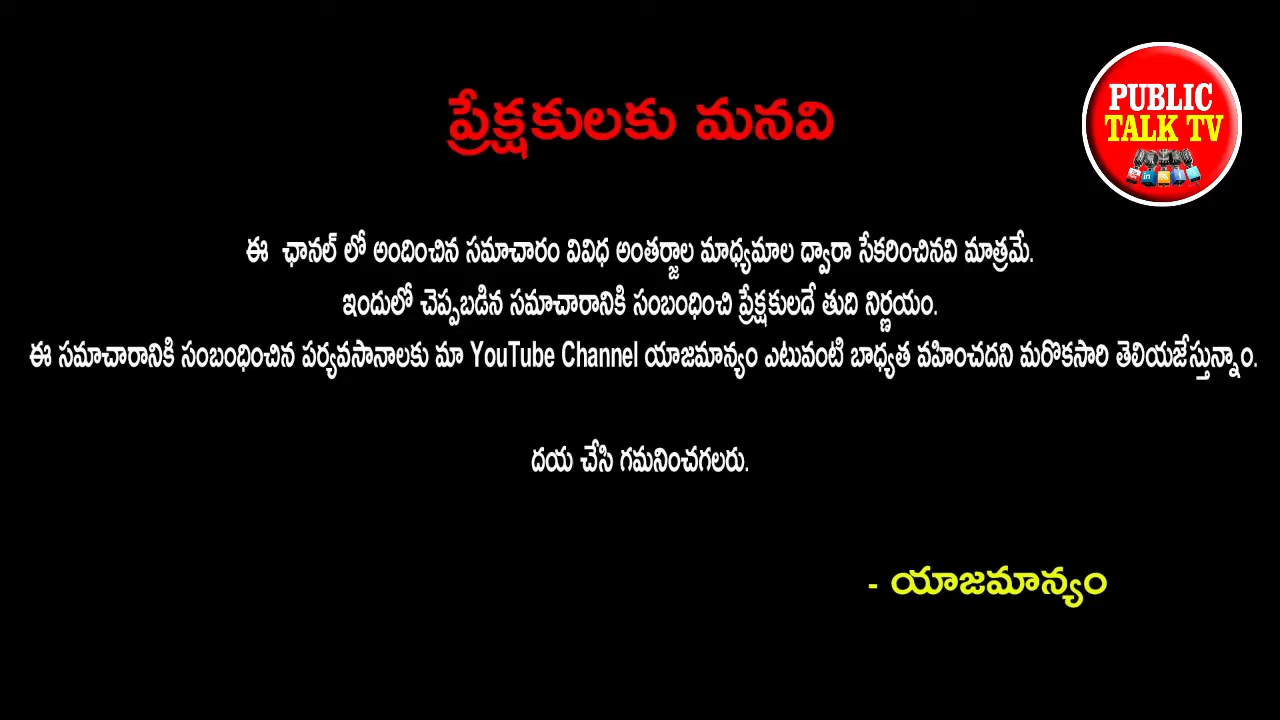 PUBLIC
TALK TV
ప్రేక్షకులకు మనవి
ఈ ఛానల్ లో అందించిన సమాచారం వివిధ అంతర్జాల మాధ్యమాల ద్వారా సేకరించినవి మాత్రమే.
ఇందులో చెప్పబడిన సమాచారానికి సంబంధించి ప్రేక్షకులదే తుది నిర్ణయం.
ఈ సమాచారానికి సంబంధించిన పర్యవసానాలకు మా YouTube Channel యాజమాన్యం ఎటువంటి బాధ్యత వహించదని మరొకసారి తెలియజేస్తున్నాం.
దయ చేసి గమనించగలరు.
- యాజమాన్యం